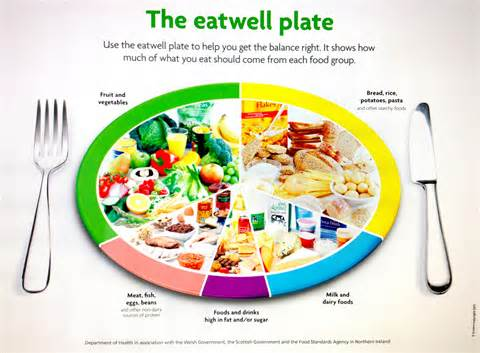 The eatwell plate
Use the eatwell plate to help you get the balance right. It shows how
much of what you eat should come from each food group.
Fruit and
vegetables
Bread, rice,
potatoes, pasta
and other starchy foods
Flakes
Meat, fish,
eggs, beans
and other non-dairy
sources of protein
Foods and drinks
high in fat and/or sugar
Milk and
dairy foods
Department of Health in association with the Welsh Government, the Scottish Government and the Food Standards Agency in Northern Ireland